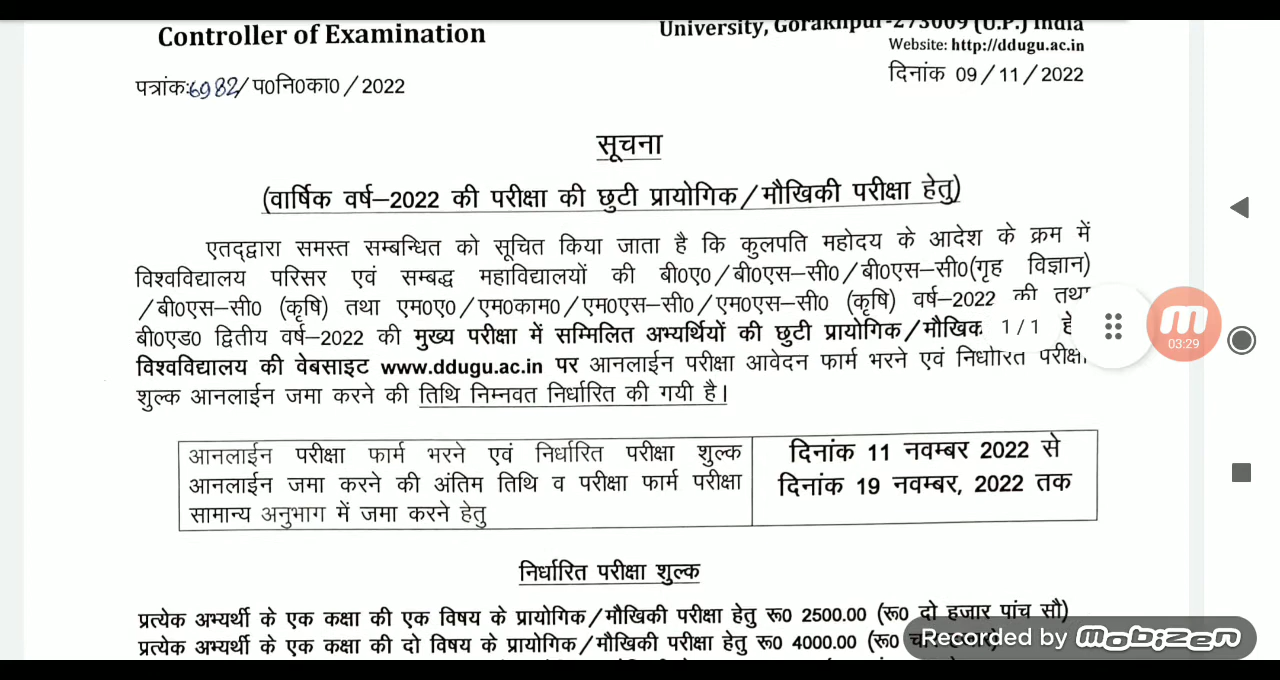 Controller of Examination
University, Gorakhpur-273009 (U.P.) India
Website: http://ddugu.ac.in
पत्रांक:6982/प0नि0का0/2022
दिनांक 09/11/2022
सूचना
(वार्षिक वर्ष–2022 की परीक्षा की छुटी प्रायोगिक/मौखिकी परीक्षा हेतु)
एतद्द्वारा समस्त सम्बन्धित को सूचित किया जाता है कि कुलपति महोदय के आदेश के क्रम में
विश्वविद्यालय परिसर एवं सम्बद्ध महाविद्यालयों की बी0ए0/बी0एस–सी0/बी0एस–सी0(गृह विज्ञान)
/बी0एस–सी0 (कृषि) तथा एम0ए0/एम0काम0/एम0एस–सी0/एम0एस–सी0 (कृषि) वर्ष–2022 की तथा
बी0एड0 द्वितीय वर्ष–2022 की मुख्य परीक्षा में सम्मिलित अभ्यर्थियों की छुटी प्रायोगिक/मौखिक
1/1
विश्वविद्यालय की वेबसाइट www.ddugu.ac.in पर आनलाईन परीक्षा आवेदन फार्म भरने एवं निर्धारित परीक्षा
शुल्क आनलाईन जमा करने की तिथि निम्नवत निर्धारित की गयी है।
03:29
आनलाईन परीक्षा फार्म भरने एवं निर्धारित परीक्षा शुल्क
आनलाईन जमा करने की अंतिम तिथि व परीक्षा फार्म परीक्षा
सामान्य अनुभाग में जमा करने हेतु
दिनांक 11 नवम्बर 2022 से
दिनांक 19 नवम्बर, 2022 तक
निर्धारित परीक्षा शुल्क
प्रत्येक अभ्यर्थी के एक कक्षा की एक विषय के प्रायोगिक/मौखिकी परीक्षा हेतु रू0 2500.00 (रू0 दो हजार पांच सौ)
प्रत्येक अभ्यर्थी के एक कक्षा की दो विषय के प्रायोगिक/मौखिकी परीक्षा हेतु रू0 4000.00 (रू0
Recorded by mobizen